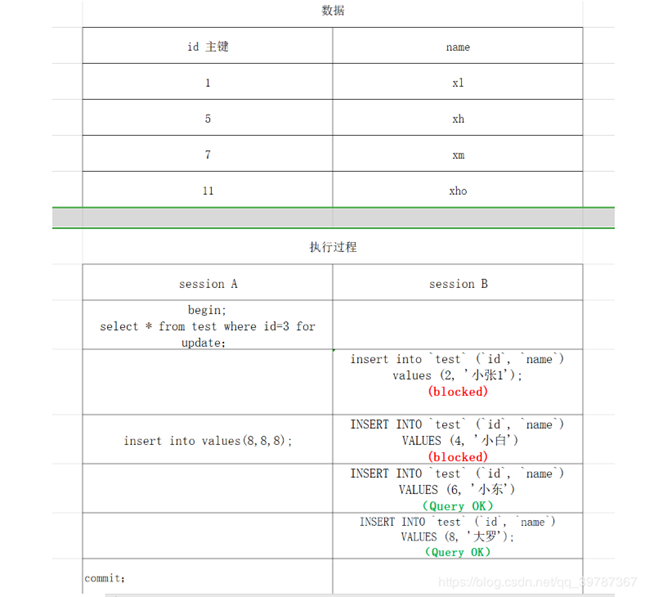 数据
id 主键 name
1 xl
5 xh
7 xm
11 xho
执行过程
session A session B
begin;
select * from test where id=3 for
update;
insert into `test` (`id`, `name`)
values (2, '小张1');
(blocked)
insert into values(8,8,8);
INSERT INTO `test` (`id`, `name`)
VALUES (4, '小白')
(blocked)
INSERT INTO `test` (`id`, `name`)
VALUES (6, '小东')
(Query OK)
INSERT INTO `test` (`id`, `name`)
VALUES (8, '大罗');
(Query OK)
commit;
https://blog.csdn.net/qq_39787367